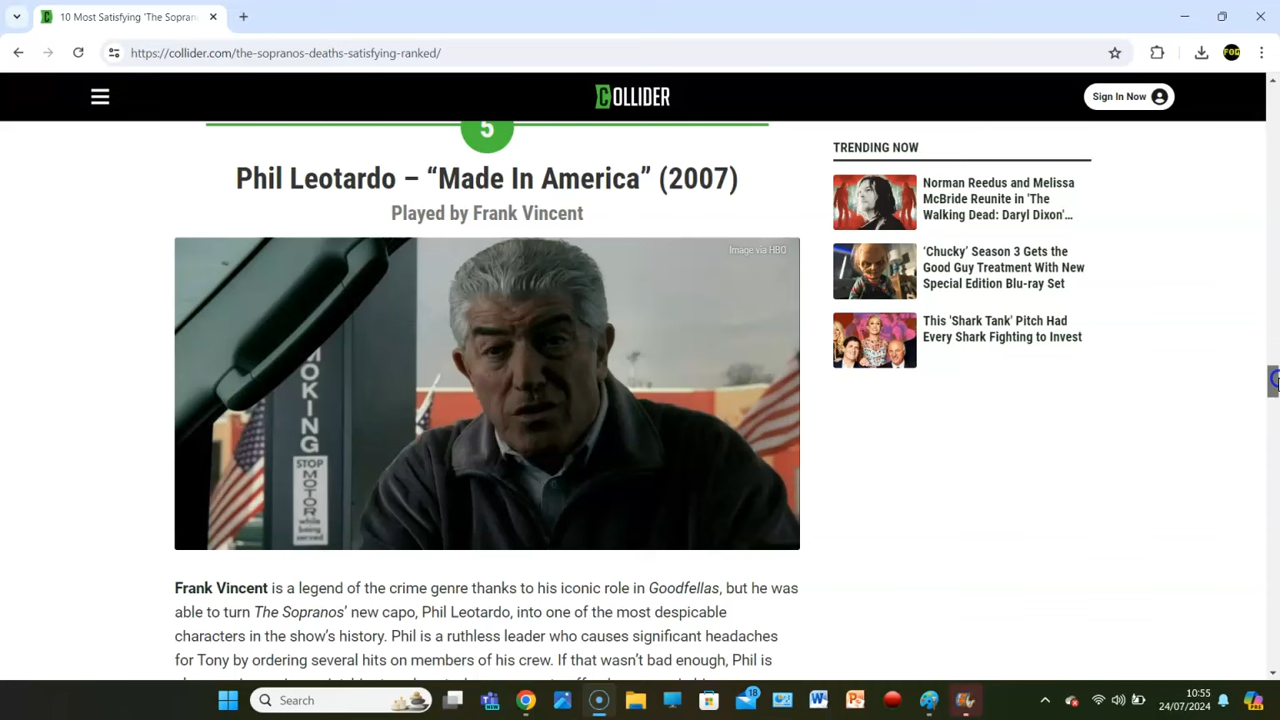 10 Most Satisfying 'The Sopran
https://collider.com/the-sopranos-deaths-satisfying-ranked/
FOG
COLLIDER
Sign In Now
5
Phil Leotardo – “Made In America” (2007)
Played by Frank Vincent
Image via HBO
MOKING
STOP
MOTOR
while
being
served
Frank Vincent is a legend of the crime genre thanks to his iconic role in Goodfellas, but he was
able to turn The Sopranos’ new capo, Phil Leotardo, into one of the most despicable
characters in the show’s history. Phil is a ruthless leader who causes significant headaches
for Tony by ordering several hits on members of his crew. If that wasn’t bad enough, Phil is
TRENDING NOW
Norman Reedus and Melissa
McBride Reunite in 'The
Walking Dead: Daryl Dixon'…
‘Chucky’ Season 3 Gets the
Good Guy Treatment With New
Special Edition Blu-ray Set
This 'Shark Tank' Pitch Had
Every Shark Fighting to Invest
Search
18
10:55
24/07/2024